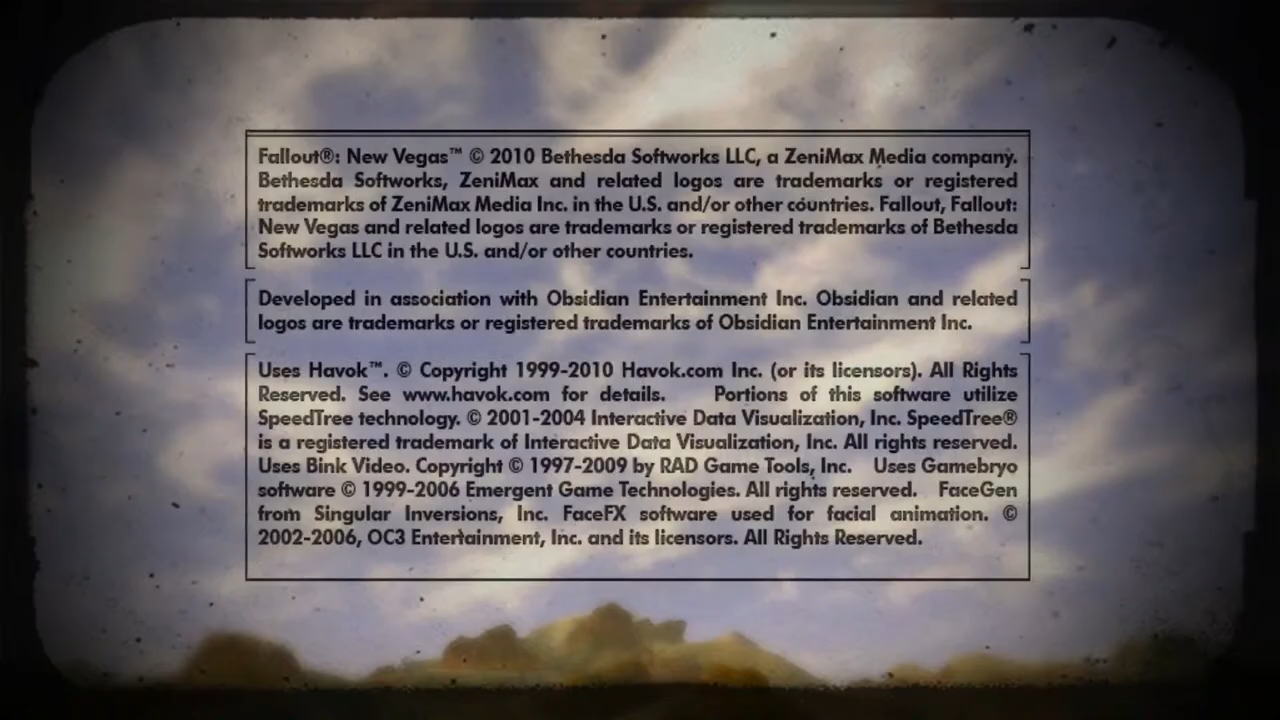 Fallout®: New Vegas™ © 2010 Bethesda Softworks LLC, a ZeniMax Media company.
Bethesda Softworks, ZeniMax and related logos are trademarks or registered
trademarks of ZeniMax Media Inc. in the U.S. and/or other countries. Fallout, Fallout:
New Vegas and related logos are trademarks or registered trademarks of Bethesda
Softworks LLC in the U.S. and/or other countries.
Developed in association with Obsidian Entertainment Inc. Obsidian and related
logos are trademarks or registered trademarks of Obsidian Entertainment Inc.
Uses Havok™. © Copyright 1999-2010 Havok.com Inc. (or its licensors). All Rights
Reserved. See www.havok.com for details. Portions of this software utilize
SpeedTree technology. © 2001-2004 Interactive Data Visualization, Inc. SpeedTree®
is a registered trademark of Interactive Data Visualization, Inc. All rights reserved.
Uses Bink Video. Copyright © 1997-2009 by RAD Game Tools, Inc. Uses Gamebryo
software © 1999-2006 Emergent Game Technologies. All rights reserved. FaceGen
from Singular Inversions, Inc. FaceFX software used for facial animation. ©
2002-2006, OC3 Entertainment, Inc. and its licensors. All Rights Reserved.